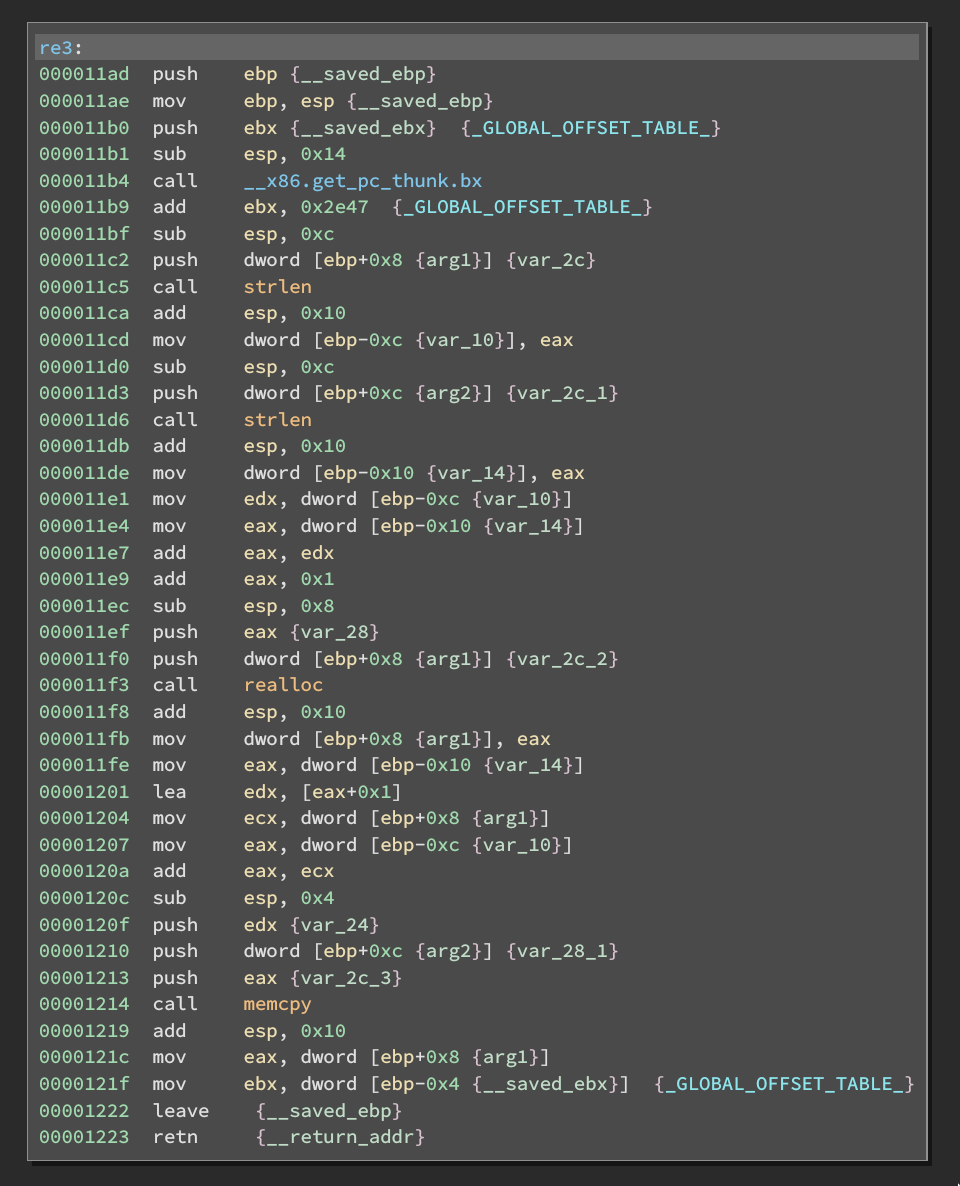 re3:
000011ad push ebp {__saved_ebp}
000011ae mov ebp, esp {__saved_ebp}
000011b0 push ebx {__saved_ebx} {_GLOBAL_OFFSET_TABLE_}
000011b1 sub esp, 0x14
000011b4 call __x86.get_pc_thunk.bx
000011b9 add ebx, 0x2e47 {_GLOBAL_OFFSET_TABLE_}
000011bf sub esp, 0xc
000011c2 push dword [ebp+0x8 {arg1}] {var_2c}
000011c5 call strlen
000011ca add esp, 0x10
000011cd mov dword [ebp-0xc {var_10}], eax
000011d0 sub esp, 0xc
000011d3 push dword [ebp+0xc {arg2}] {var_2c_1}
000011d6 call strlen
000011db add esp, 0x10
000011de mov dword [ebp-0x10 {var_14}], eax
000011e1 mov edx, dword [ebp-0xc {var_10}]
000011e4 mov eax, dword [ebp-0x10 {var_14}]
000011e7 add eax, edx
000011e9 add eax, 0x1
000011ec sub esp, 0x8
000011ef push eax {var_28}
000011f0 push dword [ebp+0x8 {arg1}] {var_2c_2}
000011f3 call realloc
000011f8 add esp, 0x10
000011fb mov dword [ebp+0x8 {arg1}], eax
000011fe mov eax, dword [ebp-0x10 {var_14}]
00001201 lea edx, [eax+0x1]
00001204 mov ecx, dword [ebp+0x8 {arg1}]
00001207 mov eax, dword [ebp-0xc {var_10}]
0000120a add eax, ecx
0000120c sub esp, 0x4
0000120f push edx {var_24}
00001210 push dword [ebp+0xc {arg2}] {var_28_1}
00001213 push eax {var_2c_3}
00001214 call memcpy
00001219 add esp, 0x10
0000121c mov eax, dword [ebp+0x8 {arg1}]
0000121f mov ebx, dword [ebp-0x4 {__saved_ebx}] {_GLOBAL_OFFSET_TABLE_}
00001222 leave {__saved_ebp}
00001223 retn {__return_addr}